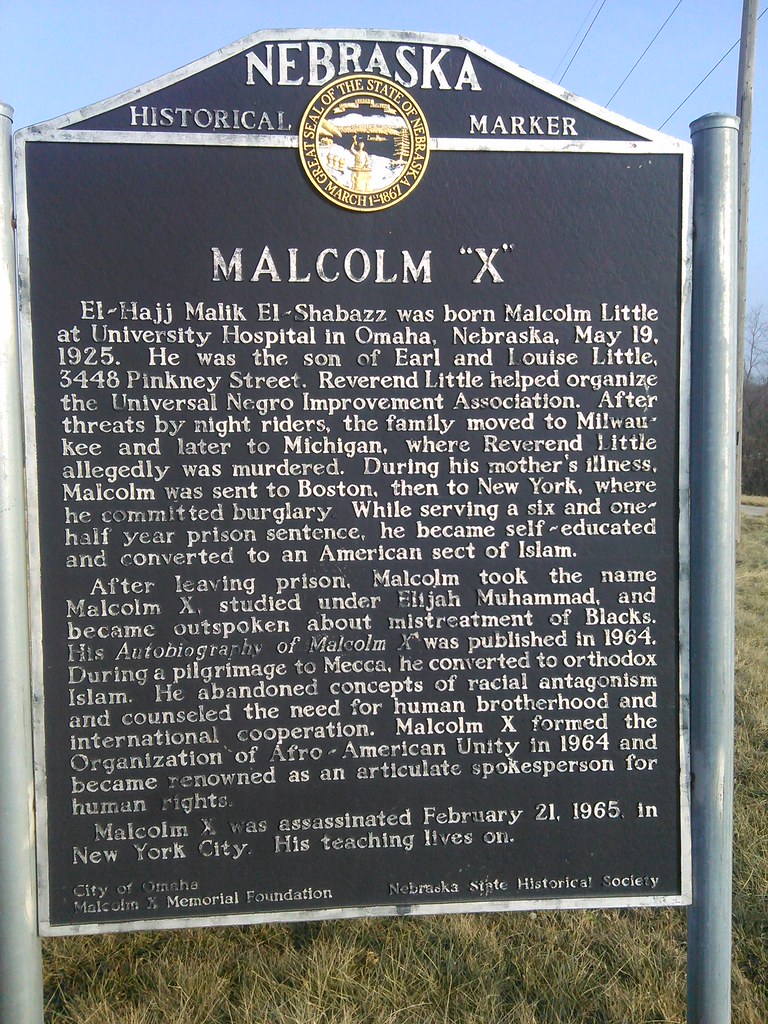 NEBRASKA
HISTORICAL MARKER
GREAT SEAL OF THE STATE OF NEBRASKA
MARCH 1ST 1867
MALCOLM "X"
El-Hajj Malik El-Shabazz was born Malcolm Little
at University Hospital in Omaha, Nebraska, May 19,
1925. He was the son of Earl and Louise Little,
3448 Pinkney Street. Reverend Little helped organize
the Universal Negro Improvement Association. After
threats by night riders, the family moved to Milwau-
kee and later to Michigan, where Reverend Little
allegedly was murdered. During his mother's illness,
Malcolm was sent to Boston, then to New York, where
he committed burglary. While serving a six and one-
half year prison sentence, he became self-educated
and converted to an American sect of Islam.
After leaving prison, Malcolm took the name
Malcolm X, studied under Elijah Muhammad, and
became outspoken about mistreatment of Blacks.
His Autobiography of Malcolm X was published in 1964.
During a pilgrimage to Mecca, he converted to orthodox
Islam. He abandoned concepts of racial antagonism
and counseled the need for human brotherhood and
international cooperation. Malcolm X formed the
Organization of Afro-American Unity in 1964 and
became renowned as an articulate spokesperson for
human rights.
Malcolm X was assassinated February 21, 1965, in
New York City. His teaching lives on.
City of Omaha
Malcolm X Memorial Foundation
Nebraska State Historical Society